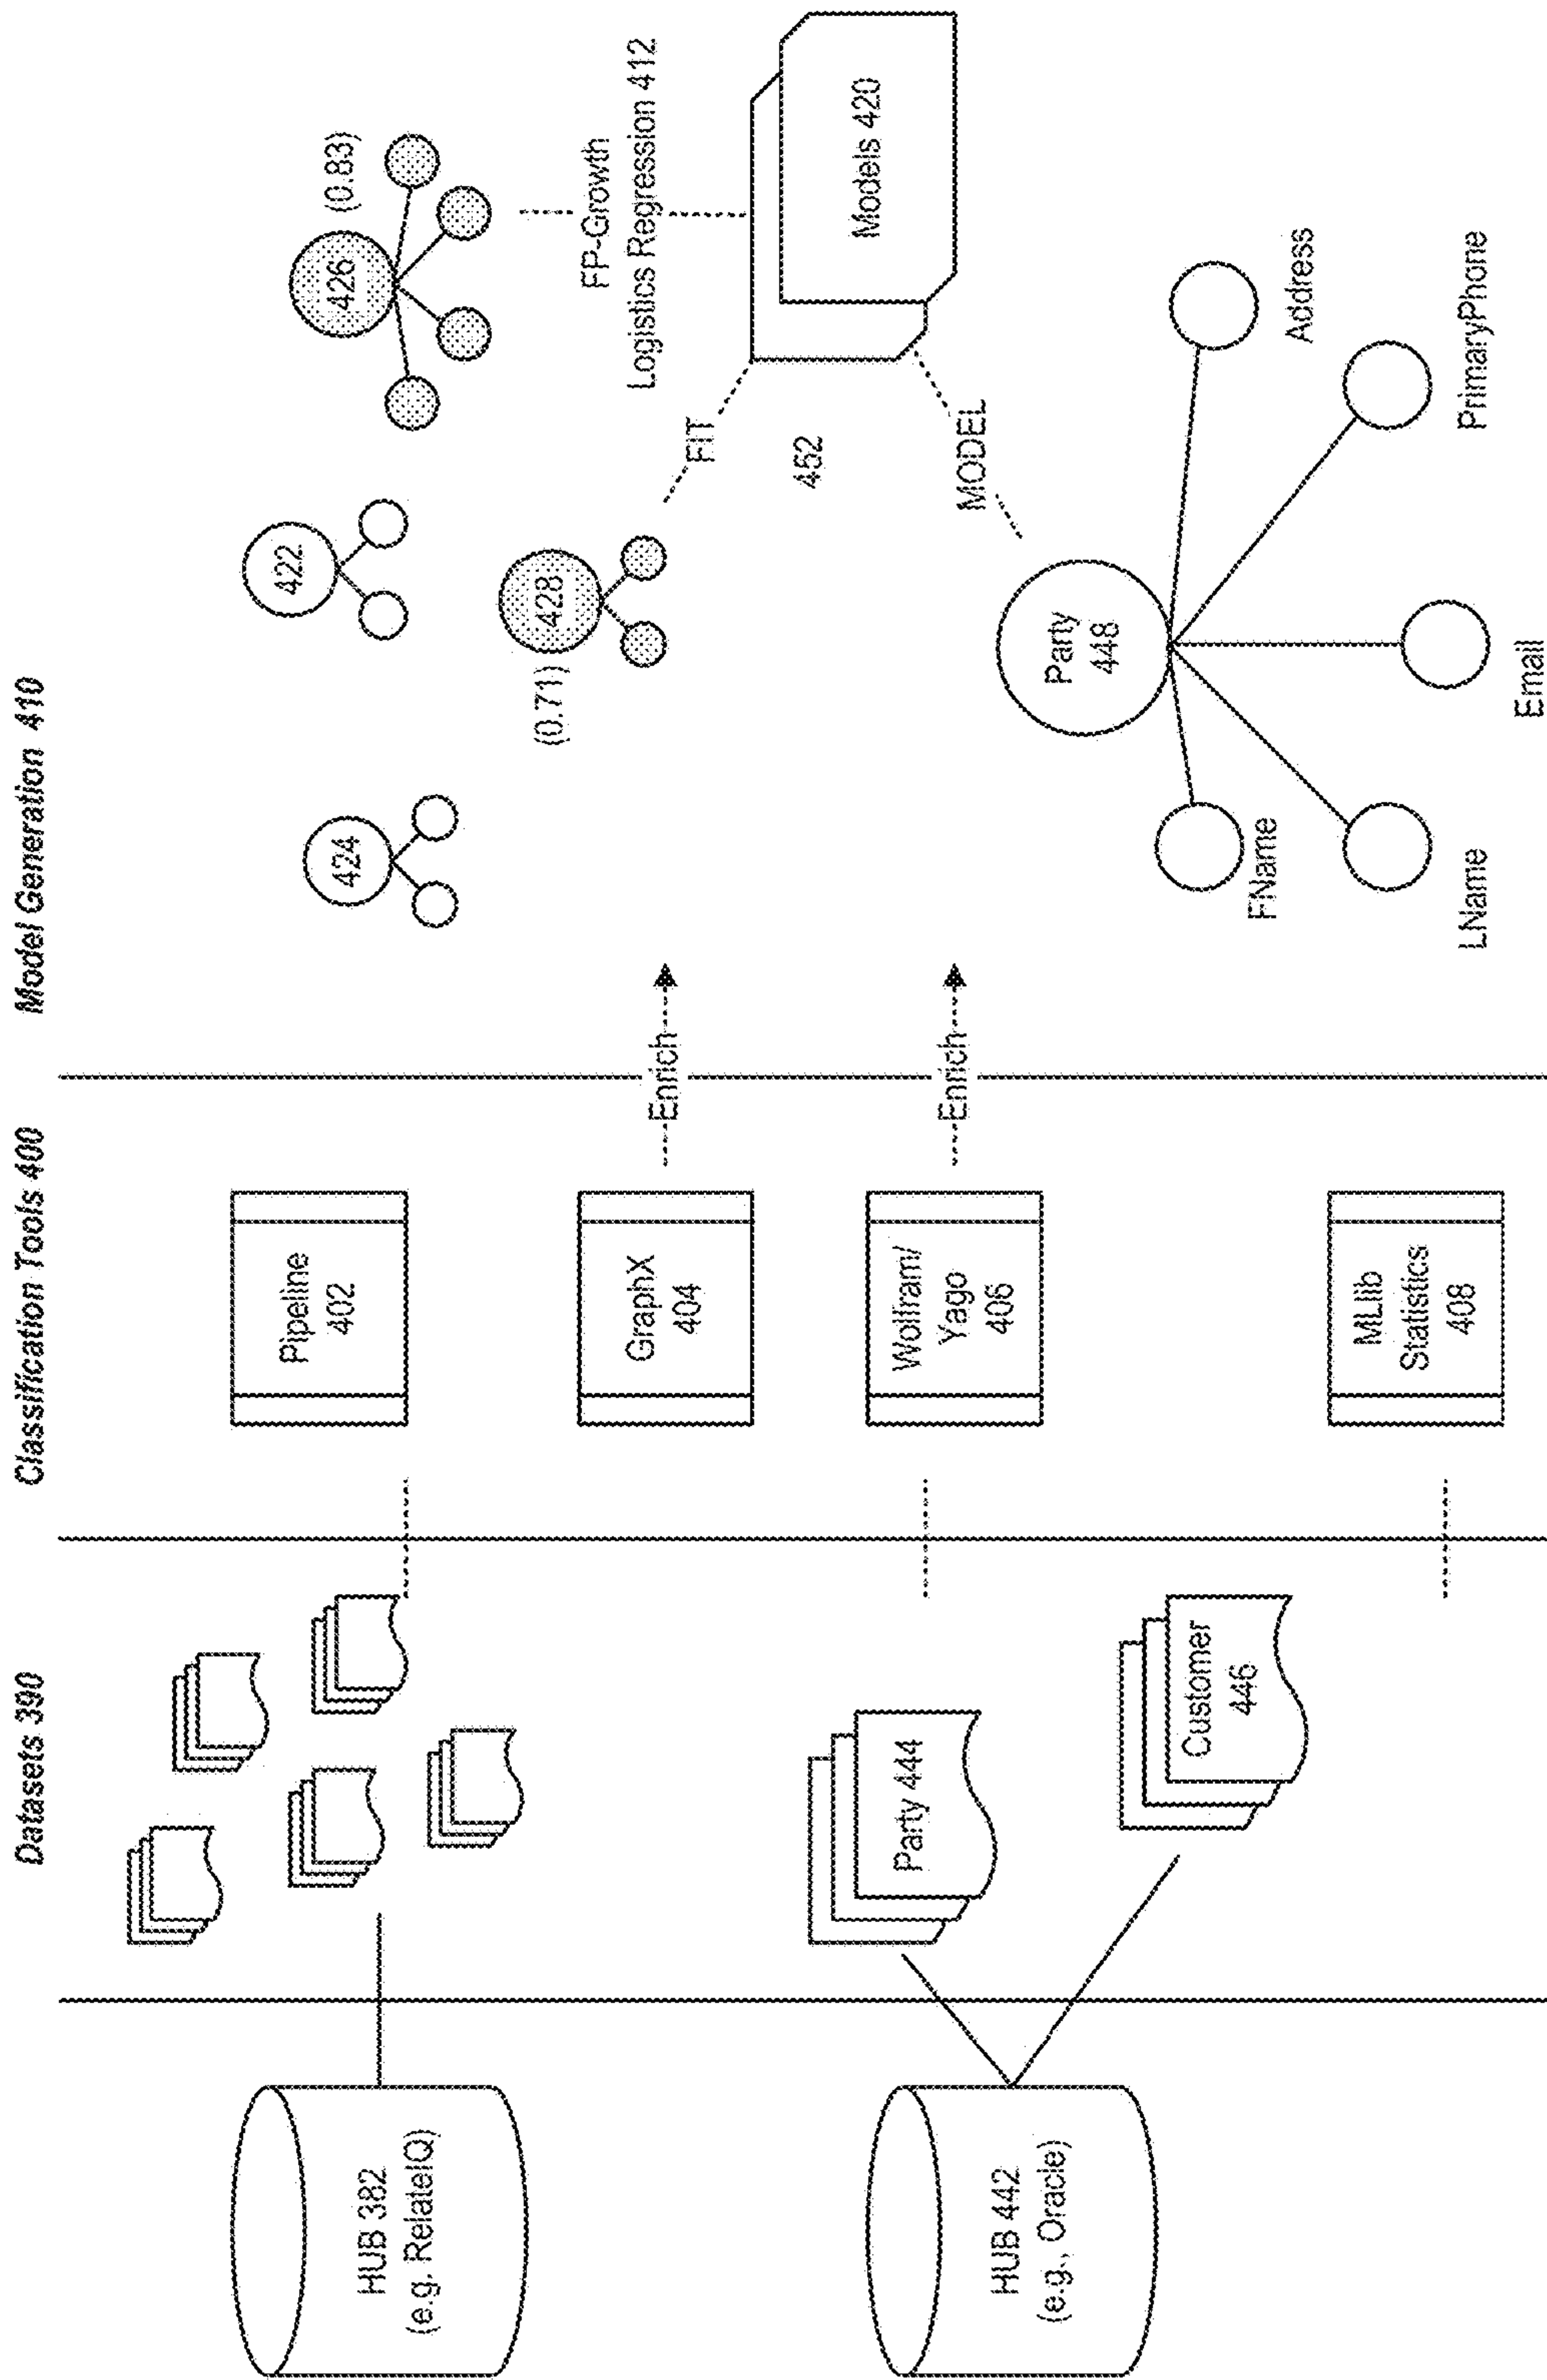 Datasets 390
Classification Tools 400
Model Generation 410
HUB 382
(e.g. RelateIQ)
HUB 442
(e.g., Oracle)
Party 444
Customer
446
Pipeline
402
GraphX
404
Wolfram/
Yago
406
MLlib
Statistics
408
Enrich
Enrich
424
422
426
(0.83)
(0.71)
428
FP-Growth
Logistics Regression 412
FIT
452
MODEL
Models 420
Party
448
FName
LName
Email
PrimaryPhone
Address